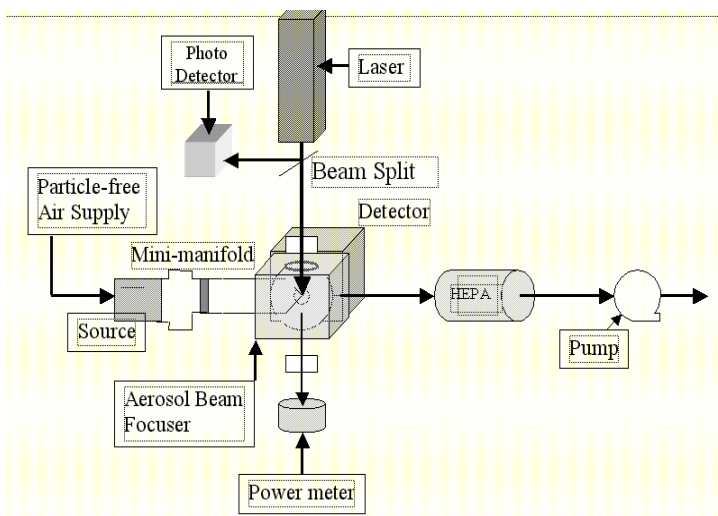 Photo
Detector
Laser
Beam Split
Particle-free
Air Supply
Detector
Mini-manifold
HEPA
Source
Pump
Aerosol Beam
Focuser
Power meter